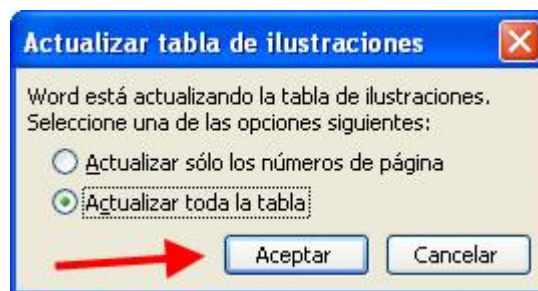 Actualizar tabla de ilustraciones
Word está actualizando la tabla de ilustraciones.
Seleccione una de las opciones siguientes:
Actualizar sólo los números de página
Actualizar toda la tabla
Aceptar
Cancelar